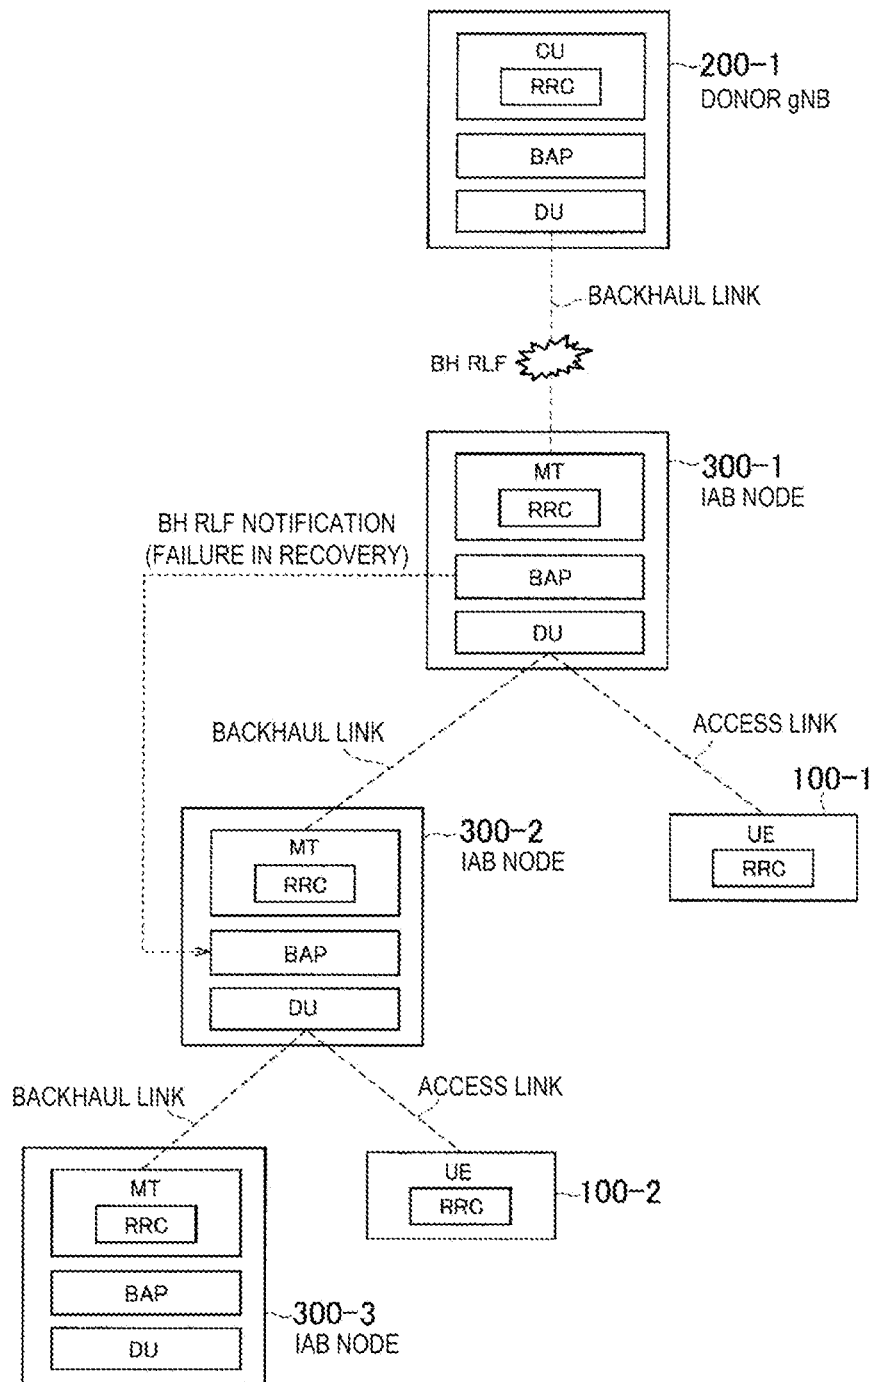 CU
RRC
200-1
DONOR gNB
BAP
DU
BACKHAUL LINK
BH RLF
MT
RRC
300-1
IAB NODE
BH RLF NOTIFICATION
(FAILURE IN RECOVERY)
BAP
DU
BACKHAUL LINK
ACCESS LINK
100-1
MT
RRC
300-2
IAB NODE
UE
RRC
BAP
DU
BACKHAUL LINK
ACCESS LINK
MT
RRC
UE
RRC
100-2
BAP
300-3
IAB NODE
DU